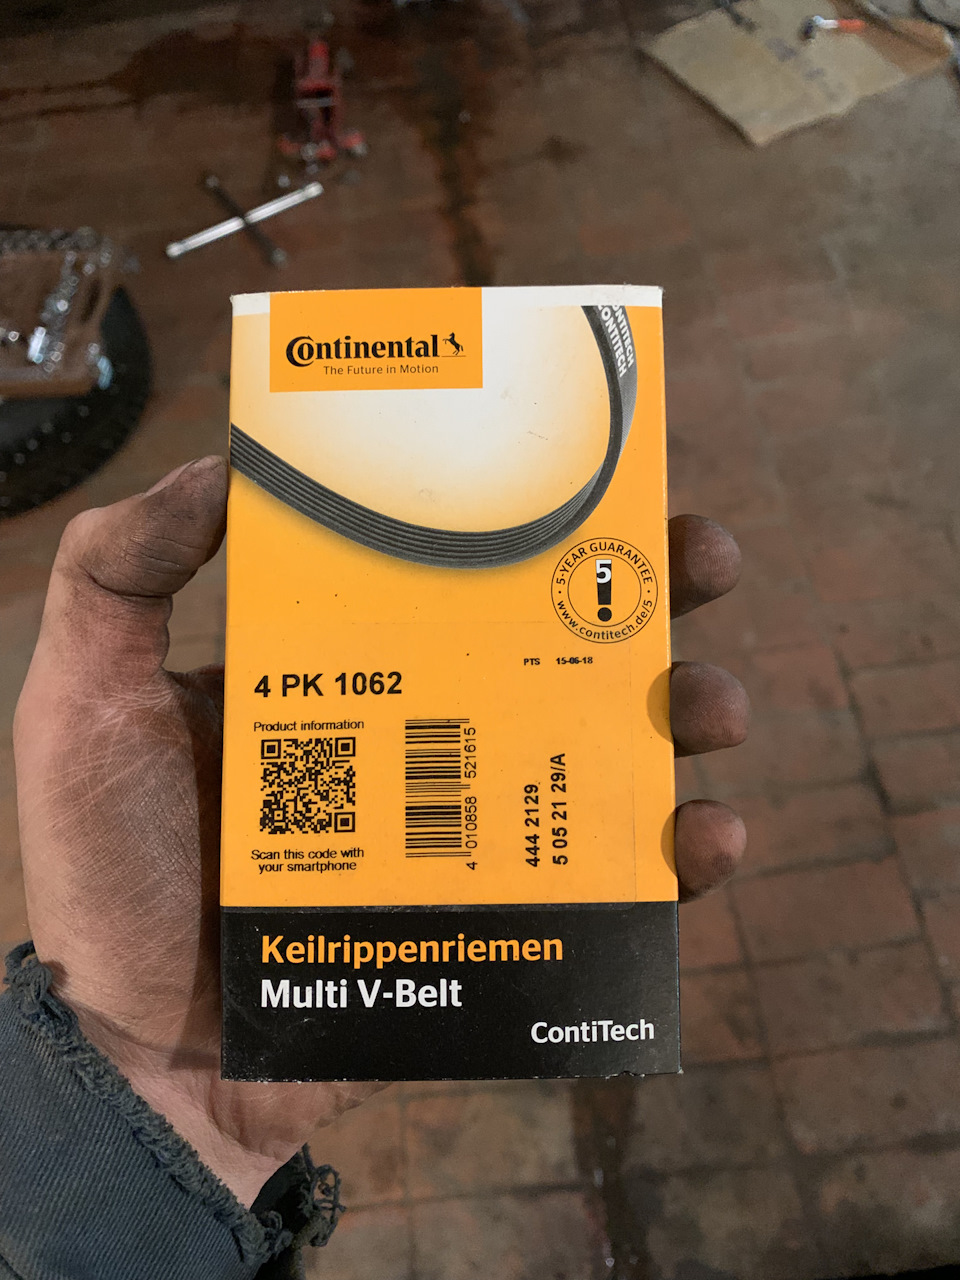 Continental
The Future in Motion
CONTITECH
CONTITECH
5-YEAR GUARANTEE
5
www.contitech.de/5
PTS 15-06-18
4 PK 1062
Product information
Scan this code with
your smartphone
4 010858 521615
444 2129
5 05 21 29/A
Keilrippenriemen
Multi V-Belt
ContiTech